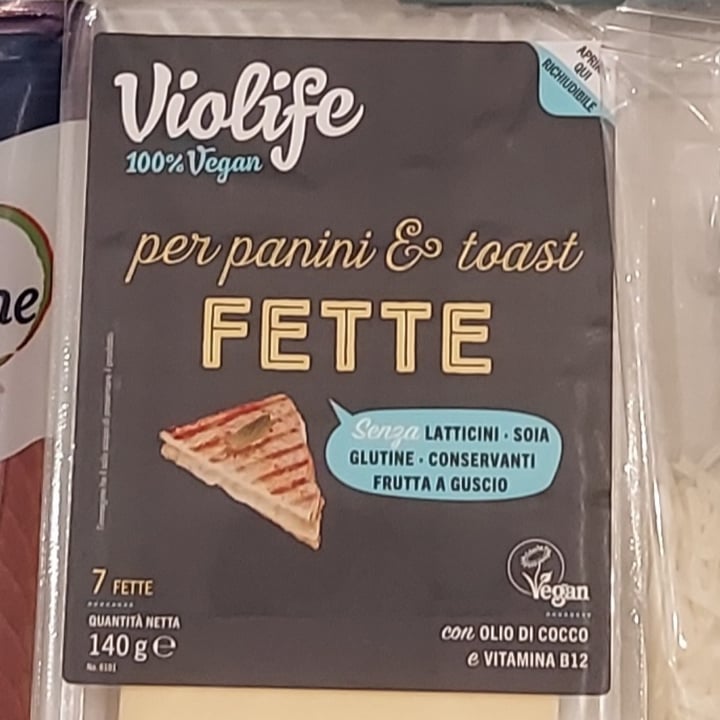 Violife
100% Vegan
APRI
QUI
RICHIUDIBILE
per panini & toast
FETTE
Senza LATTICINI · SOIA
GLUTINE · CONSERVANTI
FRUTTA A GUSCIO
7 FETTE
QUANTITÀ NETTA
140 g e
Vegan
con OLIO DI COCCO
e VITAMINA B12